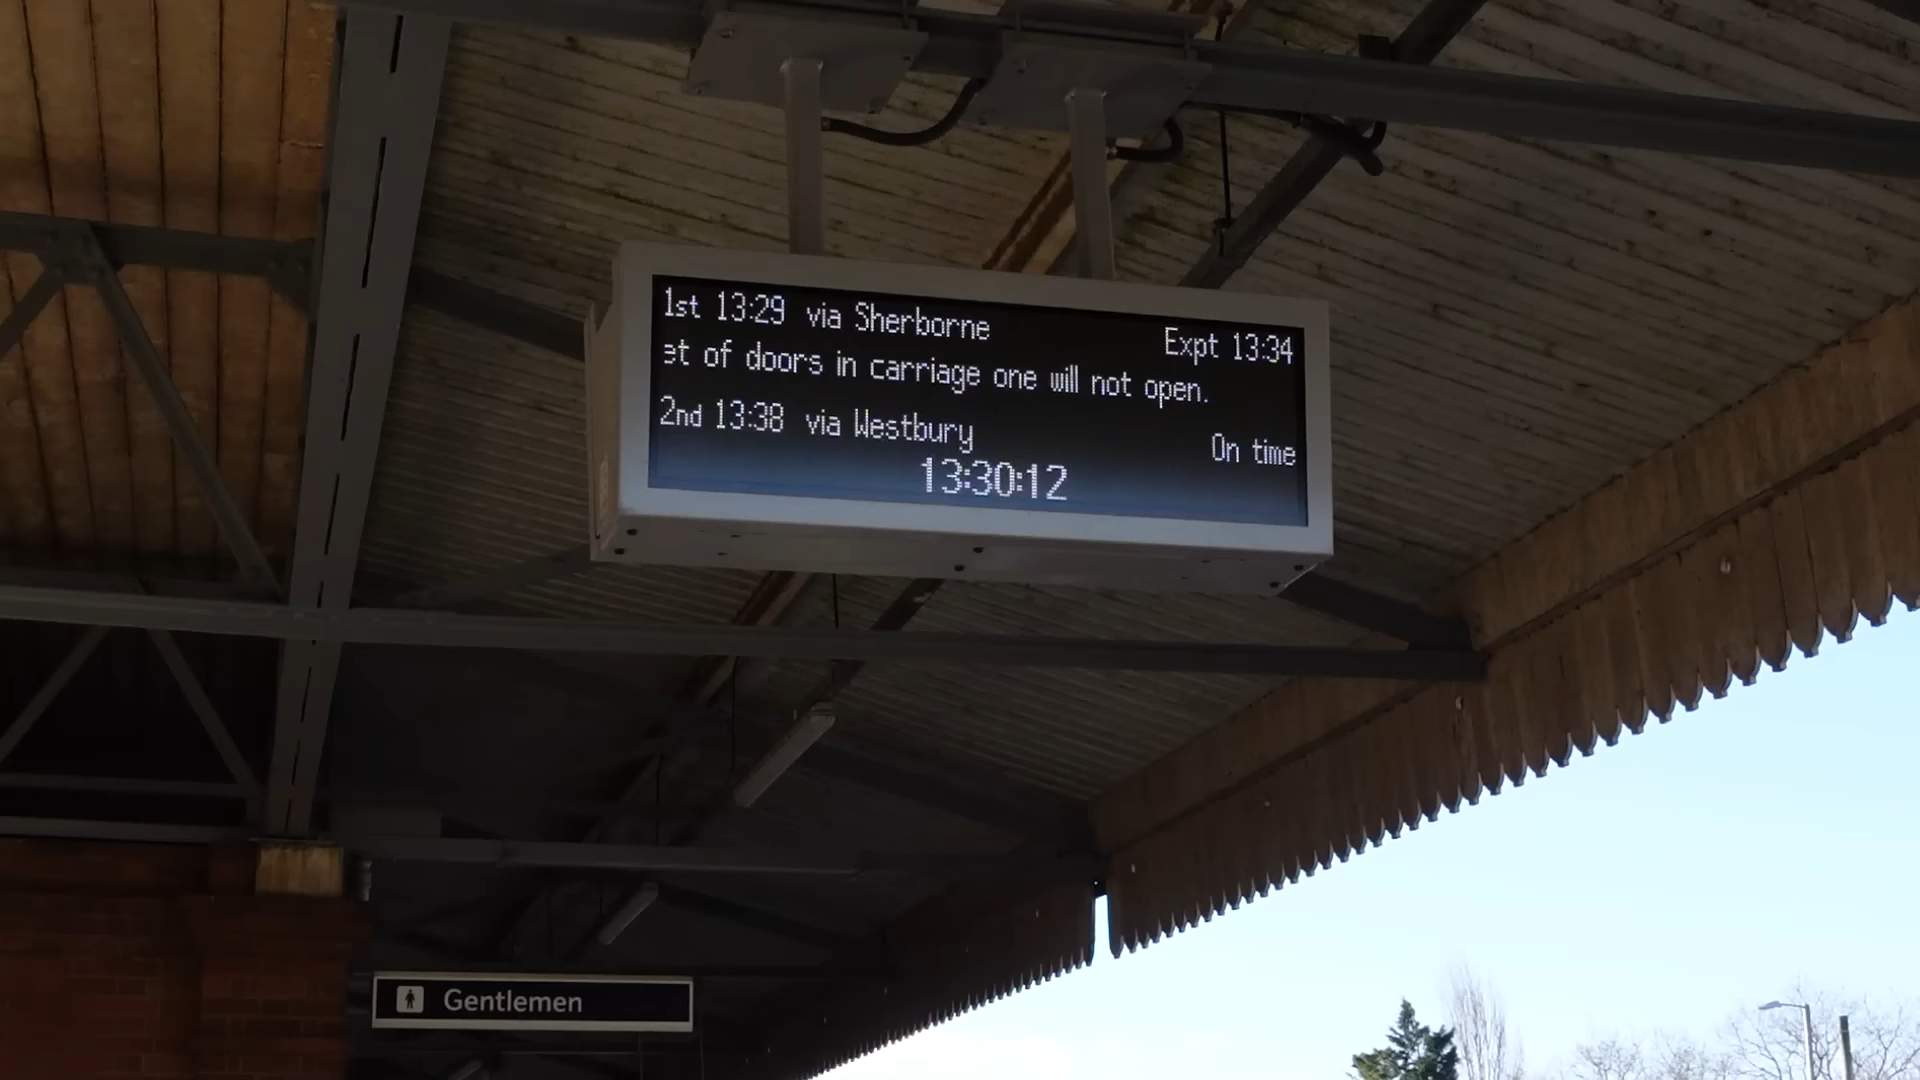 1st 13:29 via Sherborne Expt 13:34
et of doors in carriage one will not open.
2nd 13:38 via Westbury On time
13:30:12
Gentlemen